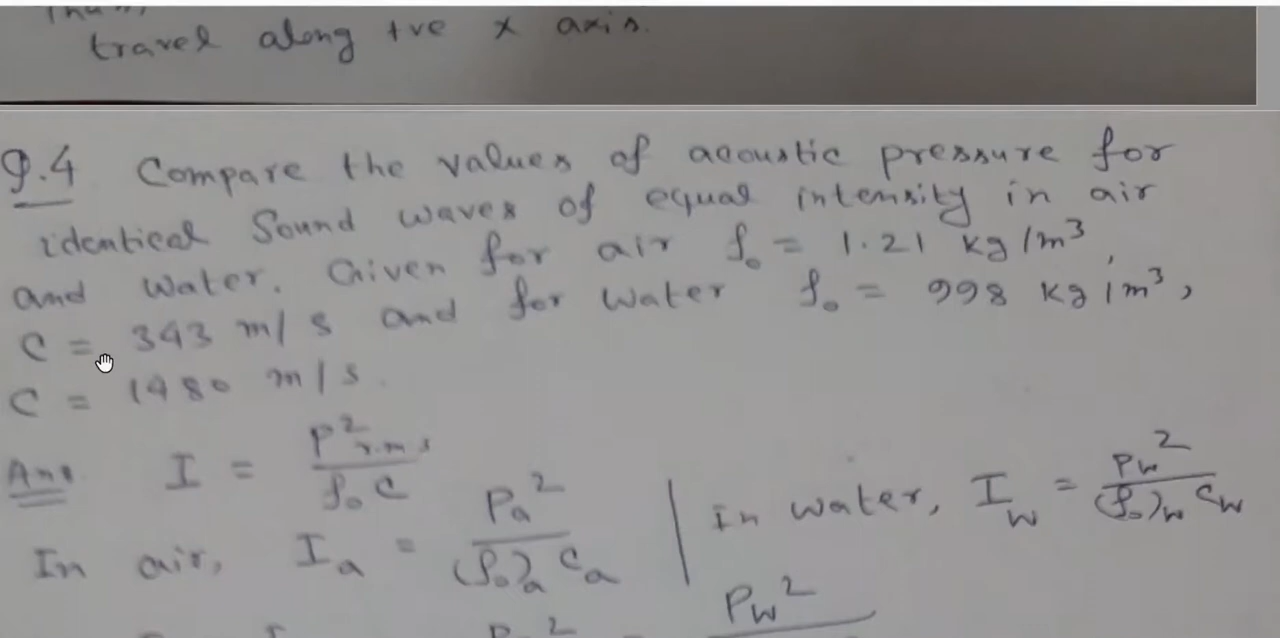 travel along +ve x axis.
Q.4 Compare the values of acoustic pressure for
identical Sound waves of equal intensity in air
and water. Given for air ρ₀ = 1.21 kg/m³,
C = 343 m/s and for water ρ₀ = 998 kg/m³,
C = 1480 m/s.
Ans. I = P²r.m.s / ρ₀C
In air, Iₐ = Pₐ² / (ρ₀)ₐ Cₐ | In water, I_w = P_w² / (ρ₀)_w C_w
P_w²